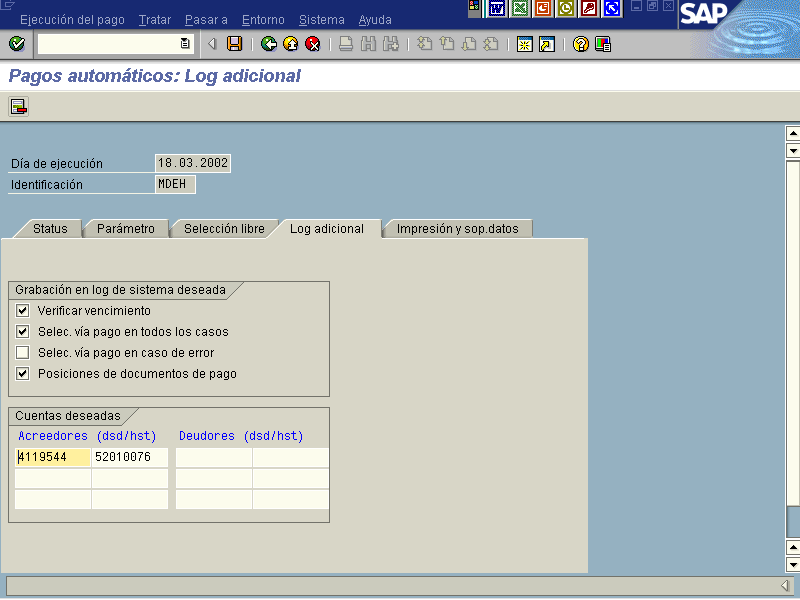 Ejecución del pago Tratar Pasar a Entorno Sistema Ayuda
SAP
Pagos automáticos: Log adicional
Día de ejecución 18.03.2002
Identificación MDEH
Status Parámetro Selección libre Log adicional Impresión y sop.datos
Grabación en log de sistema deseada
Verificar vencimiento
Selec. vía pago en todos los casos
Selec. vía pago en caso de error
Posiciones de documentos de pago
Cuentas deseadas
Acreedores (dsd/hst) Deudores (dsd/hst)
4119544 52010076